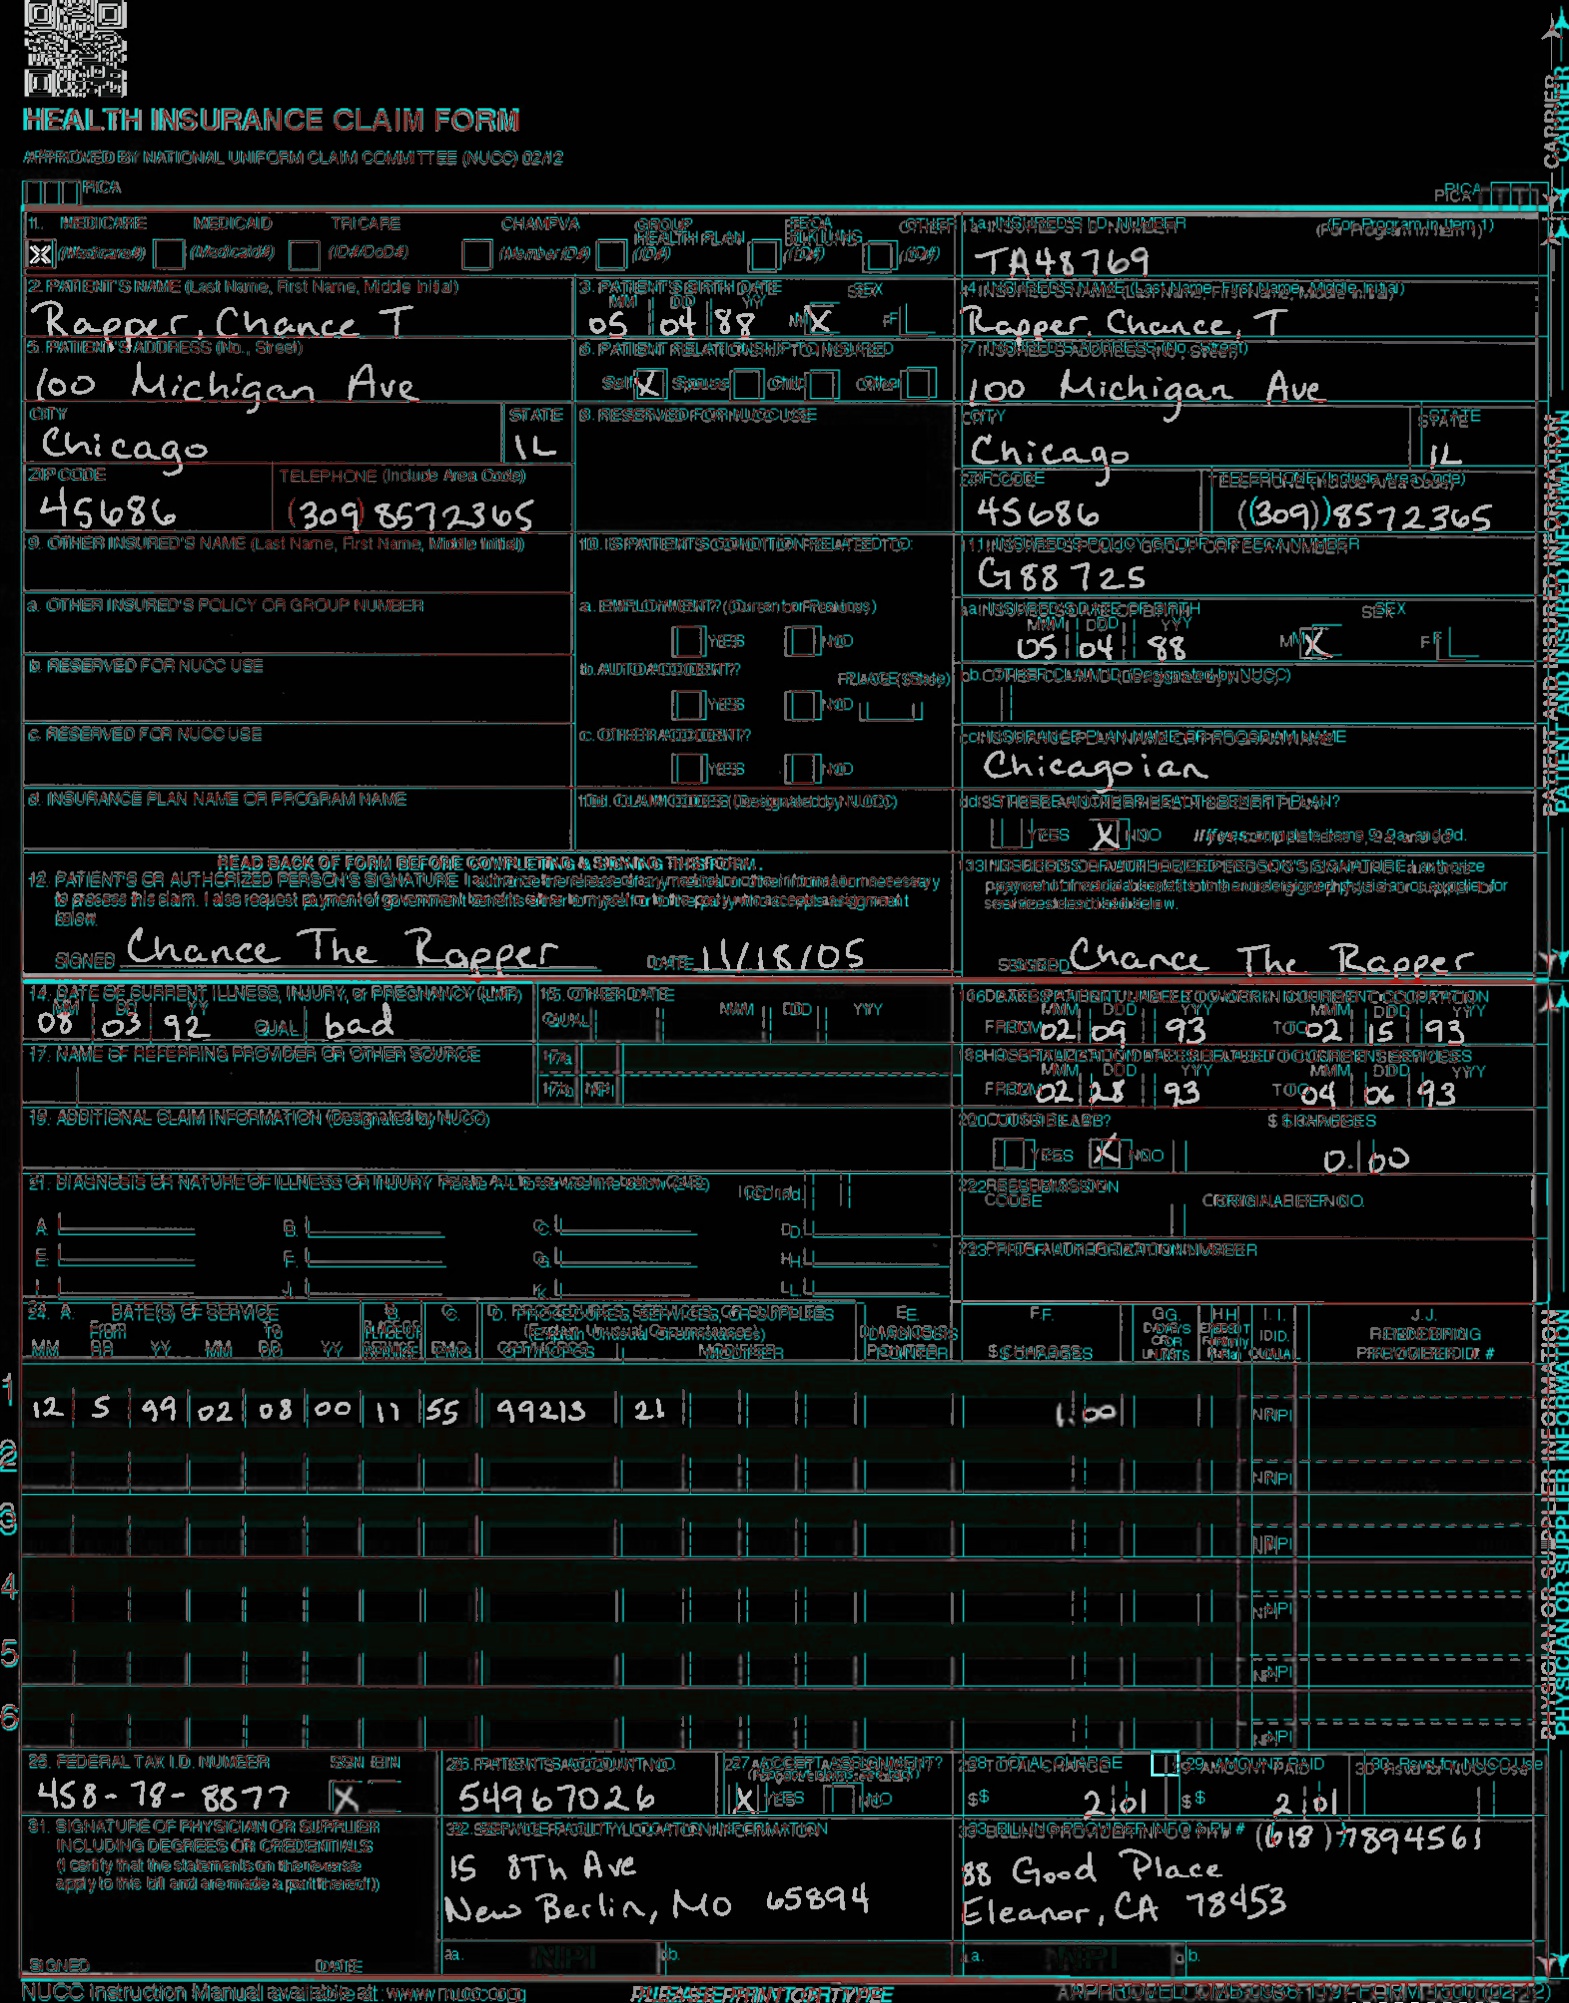 HEALTH INSURANCE CLAIM FORM
APPROVED BY NATIONAL UNIFORM CLAIM COMMITTEE (NUCC) 02/12
PICA
PICA
CARRIER
1. MEDICARE MEDICAID TRICARE CHAMPVA GROUP HEALTH PLAN FECA BLK LUNG OTHER
X (Medicare#) (Medicaid#) (ID#/DoD#) (Member ID#) (ID#) (ID#) (ID#)
1a. INSURED'S I.D. NUMBER (For Program in Item 1)
TA48769
2. PATIENT'S NAME (Last Name, First Name, Middle Initial)
Rapper, Chance T
3. PATIENT'S BIRTH DATE SEX
MM DD YY
05 04 88 M X F
4. INSURED'S NAME (Last Name, First Name, Middle Initial)
Rapper, Chance, T
5. PATIENT'S ADDRESS (No., Street)
100 Michigan Ave
6. PATIENT RELATIONSHIP TO INSURED
Self X Spouse Child Other
7. INSURED'S ADDRESS (No., Street)
100 Michigan Ave
CITY STATE
Chicago IL
8. RESERVED FOR NUCC USE
CITY STATE
Chicago IL
ZIP CODE TELEPHONE (Include Area Code)
45686 (309) 8572365
ZIP CODE TELEPHONE (Include Area Code)
45686 (309) 8572365
9. OTHER INSURED'S NAME (Last Name, First Name, Middle Initial)
10. IS PATIENT'S CONDITION RELATED TO:
11. INSURED'S POLICY GROUP OR FECA NUMBER
G88725
a. OTHER INSURED'S POLICY OR GROUP NUMBER
a. EMPLOYMENT? (Current or Previous)
YES NO
a. INSURED'S DATE OF BIRTH SEX
MM DD YY
05 04 88 M X F
b. RESERVED FOR NUCC USE
b. AUTO ACCIDENT? PLACE (State)
YES NO
b. OTHER CLAIM ID (Designated by NUCC)
c. RESERVED FOR NUCC USE
c. OTHER ACCIDENT?
YES NO
c. INSURANCE PLAN NAME OR PROGRAM NAME
Chicagoian
d. INSURANCE PLAN NAME OR PROGRAM NAME
10d. CLAIM CODES (Designated by NUCC)
d. IS THERE ANOTHER HEALTH BENEFIT PLAN?
YES X NO If yes, complete items 9, 9a, and 9d.
READ BACK OF FORM BEFORE COMPLETING & SIGNING THIS FORM.
12. PATIENT'S OR AUTHORIZED PERSON'S SIGNATURE I authorize the release of any medical or other information necessary
to process this claim. I also request payment of government benefits either to myself or to the party who accepts assignment
below.
SIGNED Chance The Rapper DATE 11/18/05
13. INSURED'S OR AUTHORIZED PERSON'S SIGNATURE I authorize
payment of medical benefits to the undersigned physician or supplier for
services described below.
SIGNED Chance The Rapper
PATIENT AND INSURED INFORMATION
14. DATE OF CURRENT ILLNESS, INJURY, or PREGNANCY (LMP)
MM DD YY
08 03 92 QUAL. bad
15. OTHER DATE
QUAL. MM DD YY
16. DATES PATIENT UNABLE TO WORK IN CURRENT OCCUPATION
MM DD YY MM DD YY
FROM 02 09 93 TO 02 15 93
17. NAME OF REFERRING PROVIDER OR OTHER SOURCE
17a.
17b. NPI
18. HOSPITALIZATION DATES RELATED TO CURRENT SERVICES
MM DD YY MM DD YY
FROM 02 28 93 TO 04 06 93
19. ADDITIONAL CLAIM INFORMATION (Designated by NUCC)
20. OUTSIDE LAB? $ CHARGES
YES X NO 0.00
21. DIAGNOSIS OR NATURE OF ILLNESS OR INJURY Relate A-L to service line below (24E) ICD Ind.
A. B. C. D.
E. F. G. H.
I. J. K. L.
22. RESUBMISSION CODE ORIGINAL REF. NO.
23. PRIOR AUTHORIZATION NUMBER
24. A. DATE(S) OF SERVICE B. C. D. PROCEDURES, SERVICES, OR SUPPLIES E. F. G. H. I. J.
From To PLACE OF (Explain Unusual Circumstances) DIAGNOSIS DAYS OR EPSDT ID. RENDERING
MM DD YY MM DD YY SERVICE EMG CPT/HCPCS MODIFIER POINTER $ CHARGES UNITS QUAL. PROVIDER ID. #
1
12 5 99 02 08 00 11 55 99213 21 1.00 NPI
2 NPI
3 NPI
4 NPI
5 NPI
6 NPI
25. FEDERAL TAX I.D. NUMBER SSN EIN
458-78-8877 X
26. PATIENT'S ACCOUNT NO.
54967026
27. ACCEPT ASSIGNMENT?
X YES NO
28. TOTAL CHARGE
$ 2 01
29. AMOUNT PAID
$ 2 01
30. Rsvd for NUCC Use
31. SIGNATURE OF PHYSICIAN OR SUPPLIER
INCLUDING DEGREES OR CREDENTIALS
(I certify that the statements on the reverse
apply to this bill and are made a part thereof.)
SIGNED DATE
32. SERVICE FACILITY LOCATION INFORMATION
15 8Th Ave
New Berlin, MO 65894
a. NPI b.
33. BILLING PROVIDER INFO & PH # (618) 7894561
88 Good Place
Eleanor, CA 78453
a. NPI b.
PHYSICIAN OR SUPPLIER INFORMATION
NUCC Instruction Manual available at: www.nucc.org
PLEASE PRINT OR TYPE